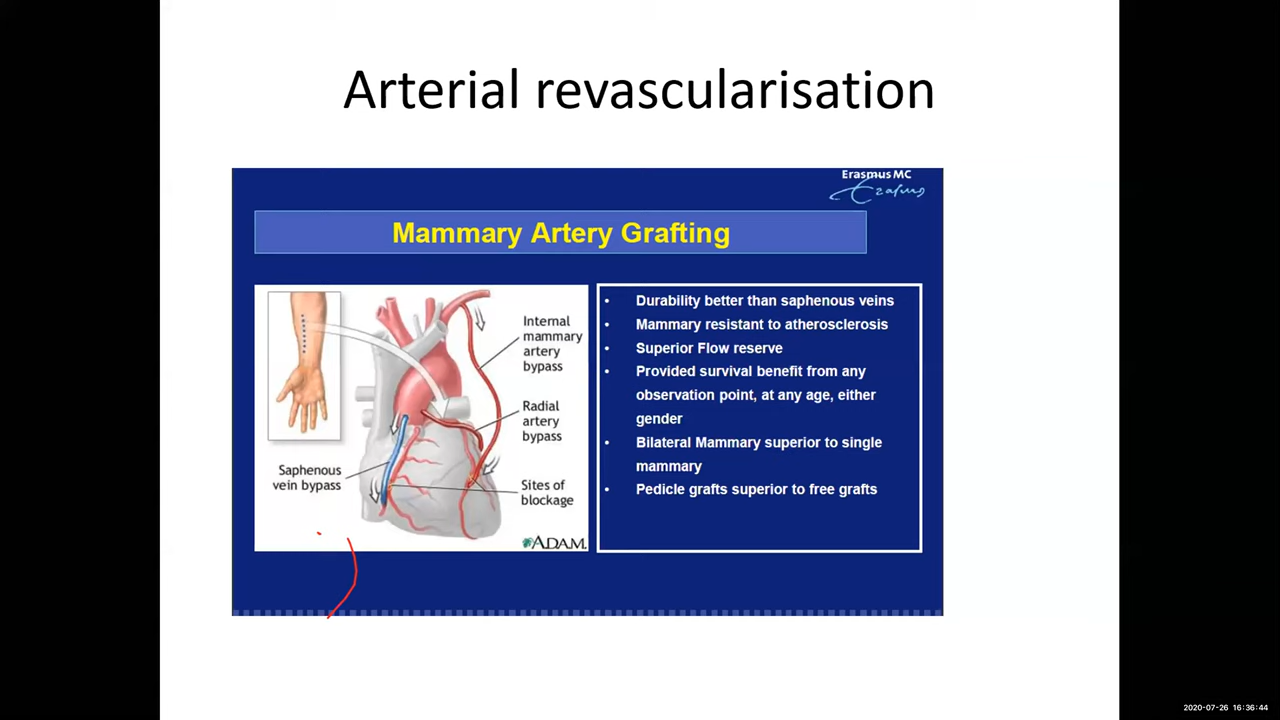 Arterial revascularisation
Erasmus MC
Erasmus
Mammary Artery Grafting
Internal
mammary
artery
bypass
Radial
artery
bypass
Saphenous
vein bypass
Sites of
blockage
A.D.A.M.
• Durability better than saphenous veins
• Mammary resistant to atherosclerosis
• Superior Flow reserve
• Provided survival benefit from any
observation point, at any age, either
gender
• Bilateral Mammary superior to single
mammary
• Pedicle grafts superior to free grafts
2020-07-26 16:36:44